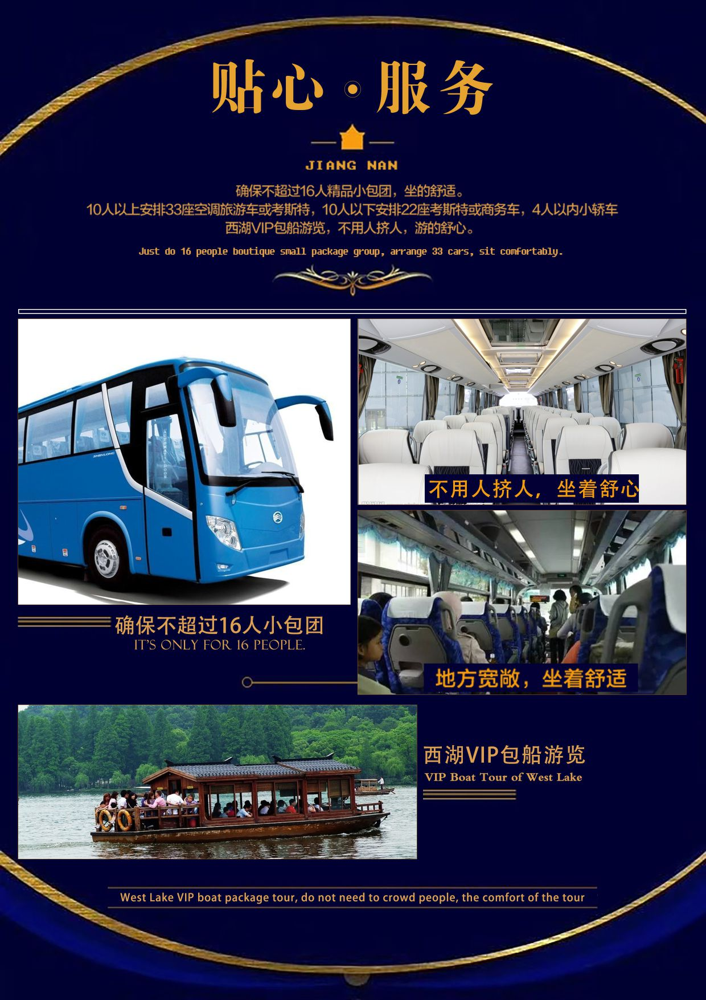 贴心·服务
JIANG NAN
确保不超过16人精品小包团，坐的舒适。
10人以上安排33座空调旅游车或考斯特，10人以下安排22座考斯特或商务车，4人以内小轿车
西湖VIP包船游览，不用人挤人，游的舒心。
Just do 16 people boutique small package group, arrange 33 cars, sit comfortably.
AUTOMATIC DOOR
SHENLONG
不用人挤人，坐着舒心
确保不超过16人小包团
IT'S ONLY FOR 16 PEOPLE.
地方宽敞，坐着舒适
西湖VIP包船游览
VIP Boat Tour of West Lake
West Lake VIP boat package tour, do not need to crowd people, the comfort of the tour